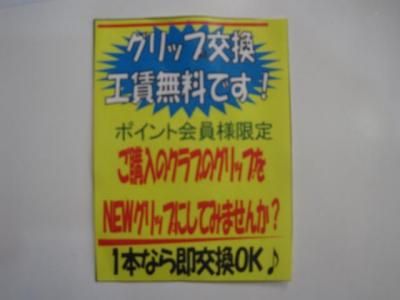 グリップ交換
工賃無料です！
ポイント会員様限定
ご購入のクラブのグリップを
NEWグリップにしてみませんか？
1本なら即交換OK♪